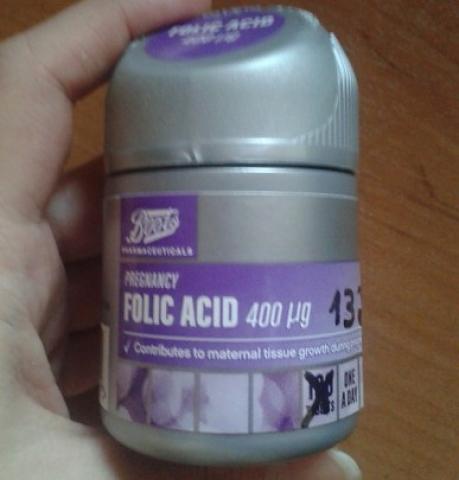 FOLIC ACID
400 µg
Boots
PHARMACEUTICALS
PREGNANCY
FOLIC ACID 400 µg
✓ Contributes to maternal tissue growth during
ONE
A DAY